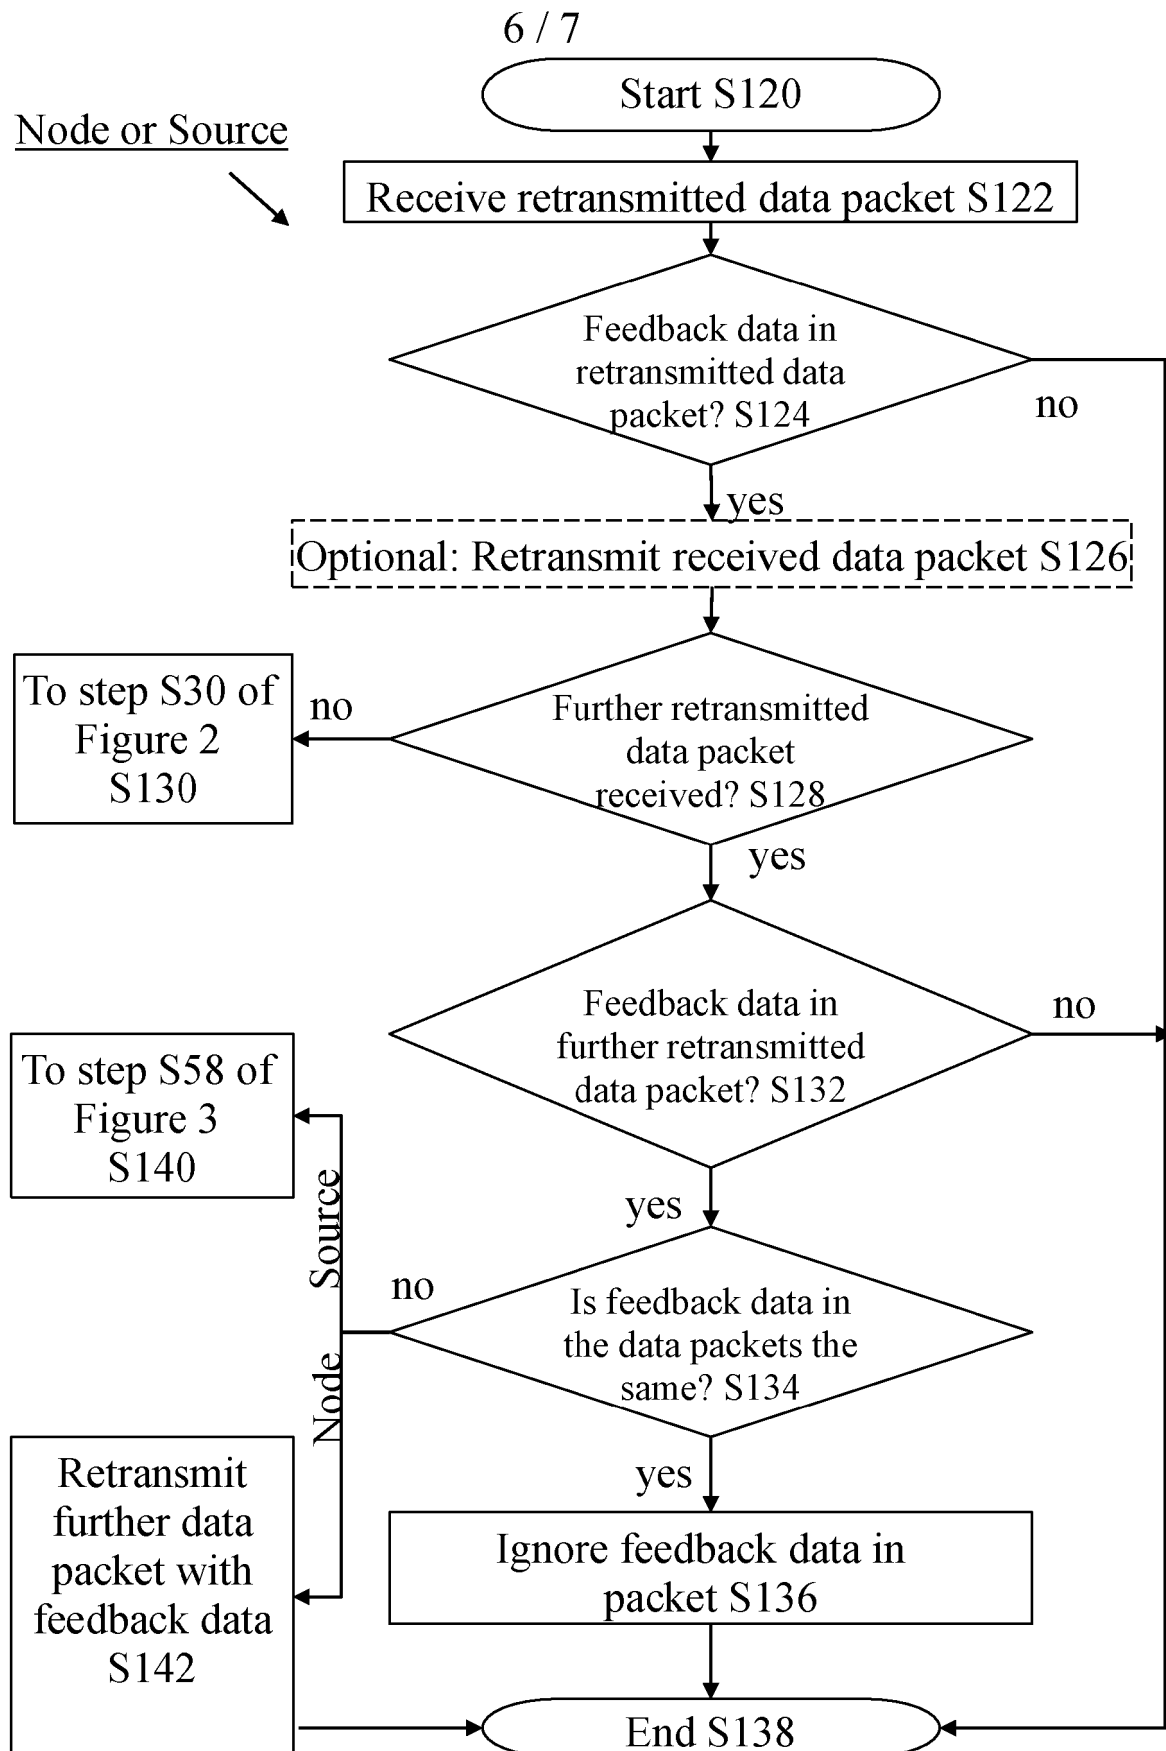 6 / 7
Start S120
Node or Source
Receive retransmitted data packet S122
Feedback data in
retransmitted data
packet? S124
no
yes
Optional: Retransmit received data packet S126
To step S30 of
Figure 2
S130
no
Further retransmitted
data packet
received? S128
yes
Feedback data in
further retransmitted
data packet? S132
no
To step S58 of
Figure 3
S140
Source
yes
no
Is feedback data in
the data packets the
same? S134
Node
yes
Retransmit
further data
packet with
feedback data
S142
Ignore feedback data in
packet S136
End S138